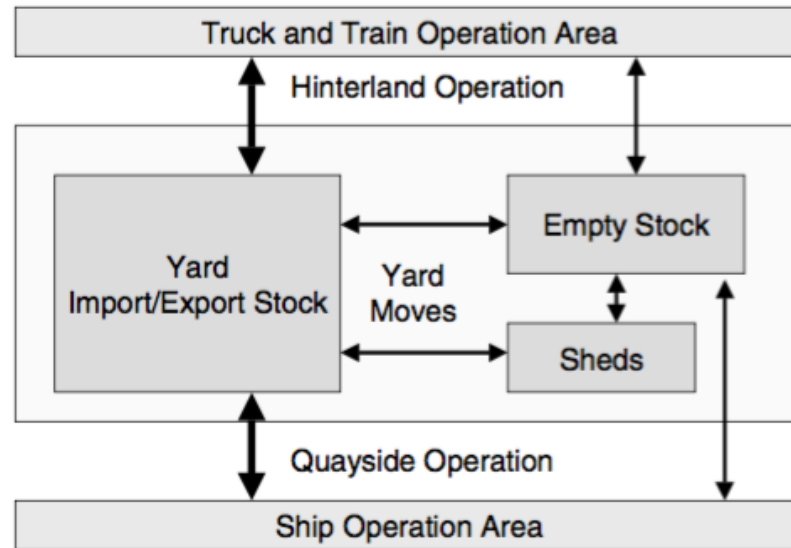 Truck and Train Operation Area
Hinterland Operation
Yard
Import/Export Stock
Empty Stock
Yard
Moves
Sheds
Quayside Operation
Ship Operation Area